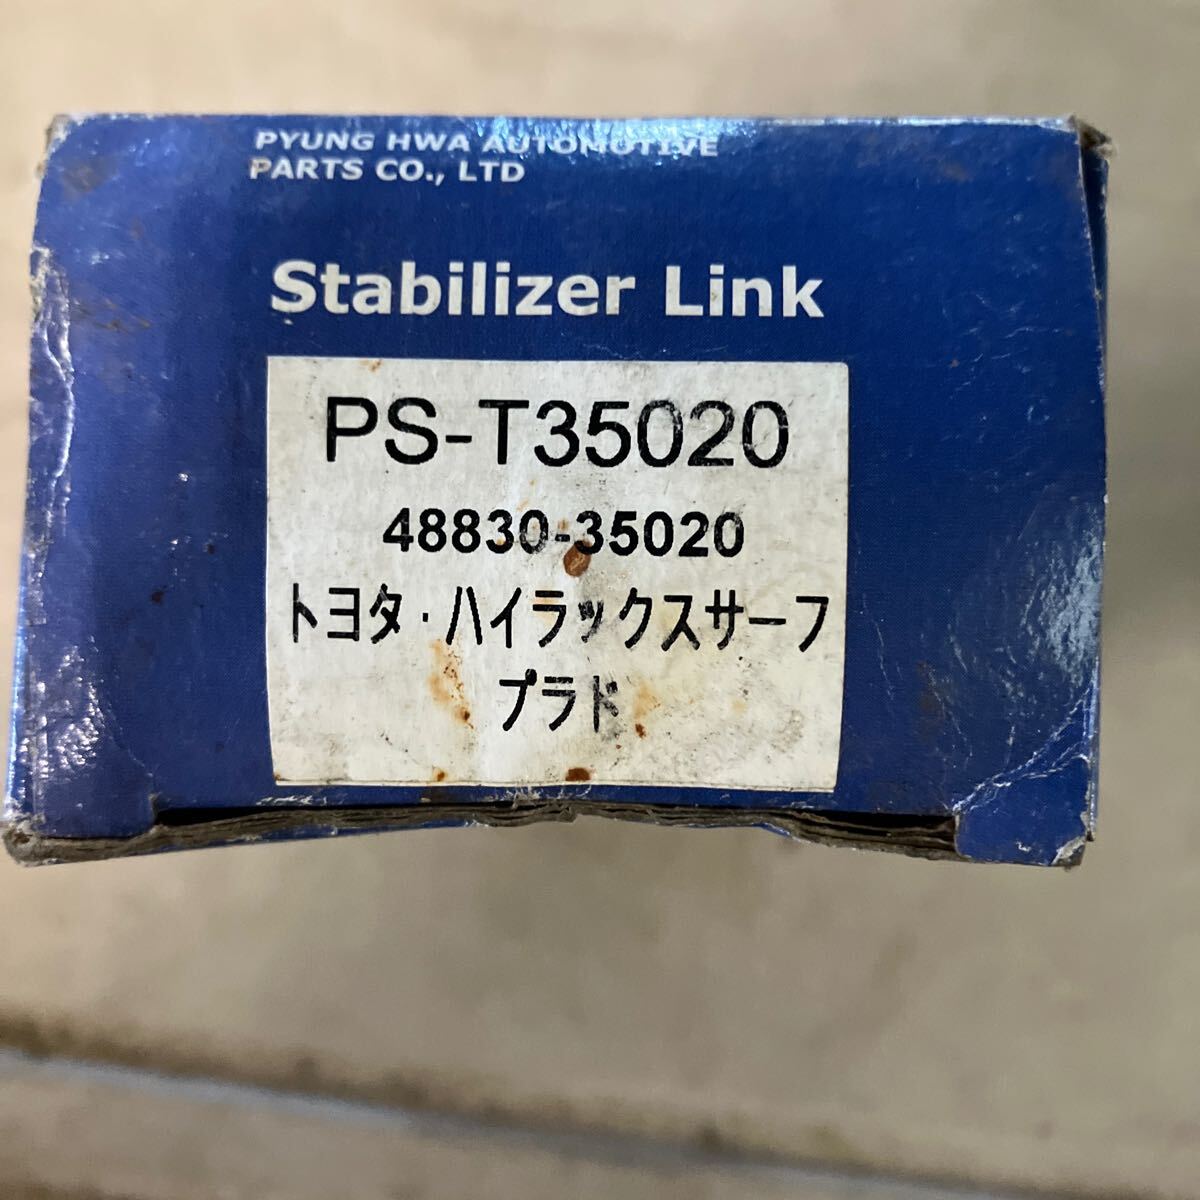 PYUNG HWA AUTOMOTIVE
PARTS CO., LTD
Stabilizer Link
PS-T35020
48830-35020
トヨタ・ハイラックスサーフ
プラド